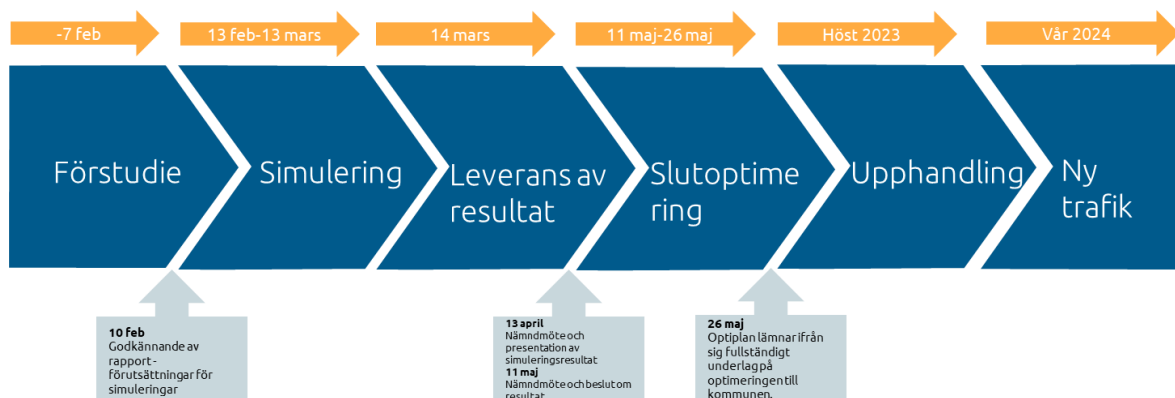 -7 feb
13 feb-13 mars
14 mars
11 maj-26 maj
Höst 2023
Vår 2024
Förstudie
Simulering
Leverans av
resultat
Slutoptime
ring
Upphandling
Ny
trafik
10 feb
Godkännande av
rapport -
förutsättningar för
simuleringar
13 april
Nämndmöte och
presentation av
simuleringsresultat
11 maj
Nämndmöte och beslut om
resultat
26 maj
Optiplan lämnar ifrån
sig fullständigt
underlag på
optimeringen till
kommunen.